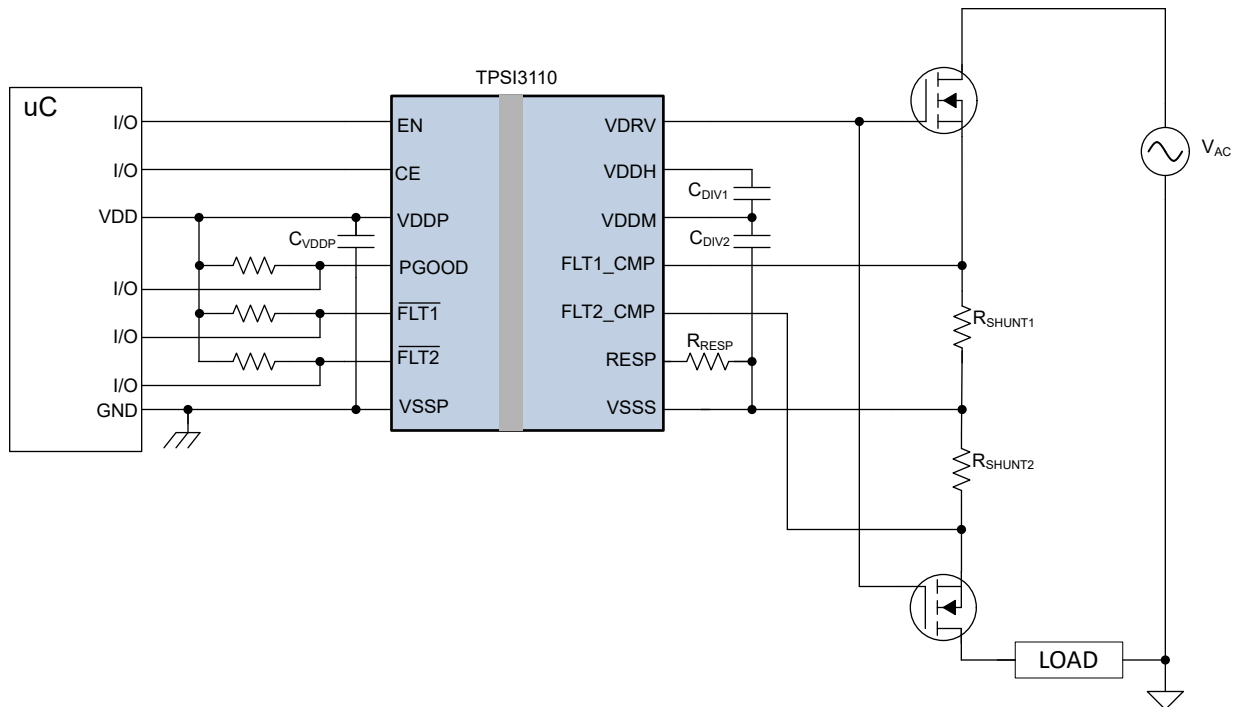 TPSI3110
uC
I/O
I/O
VDD
I/O
I/O
I/O
GND
C_VDDP
EN
CE
VDDP
PGOOD
FLT1
FLT2
VSSP
VDRV
VDDH
VDDM
FLT1_CMP
FLT2_CMP
RESP
VSSS
C_DIV1
C_DIV2
R_RESP
R_SHUNT1
R_SHUNT2
V_AC
LOAD